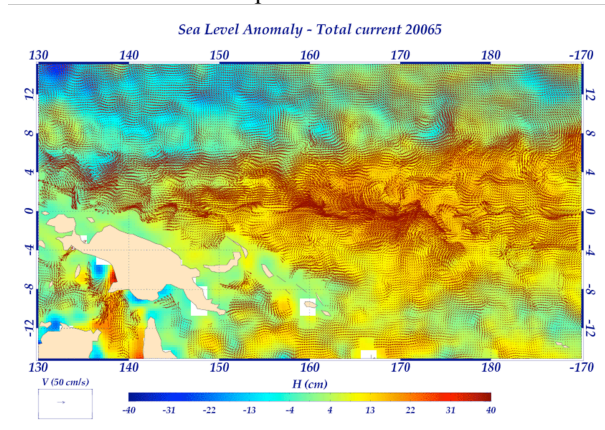 Sea Level Anomaly - Total current 20065
130 140 150 160 170 180 -170
12 12
8 8
4 4
0 0
-4 -4
-8 -8
-12 -12
130 140 150 160 170 180 -170
V (50 cm/s) H (cm)
-40 -31 -22 -13 -4 4 13 22 31 40